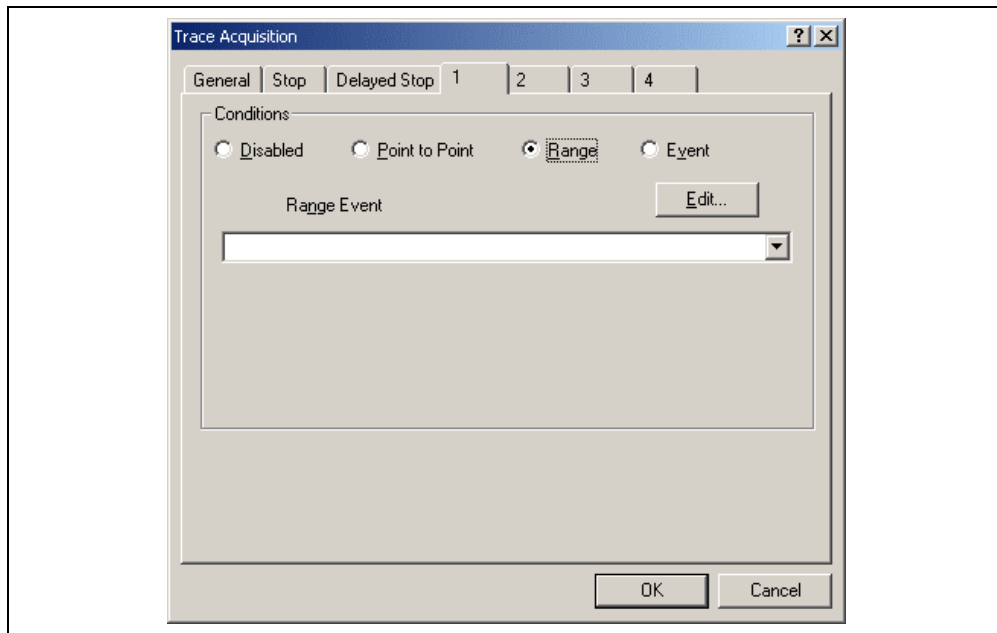 Trace Acquisition
General Stop Delayed Stop 1 2 3 4
Conditions
Disabled Point to Point Range Event
Range Event Edit...
OK Cancel